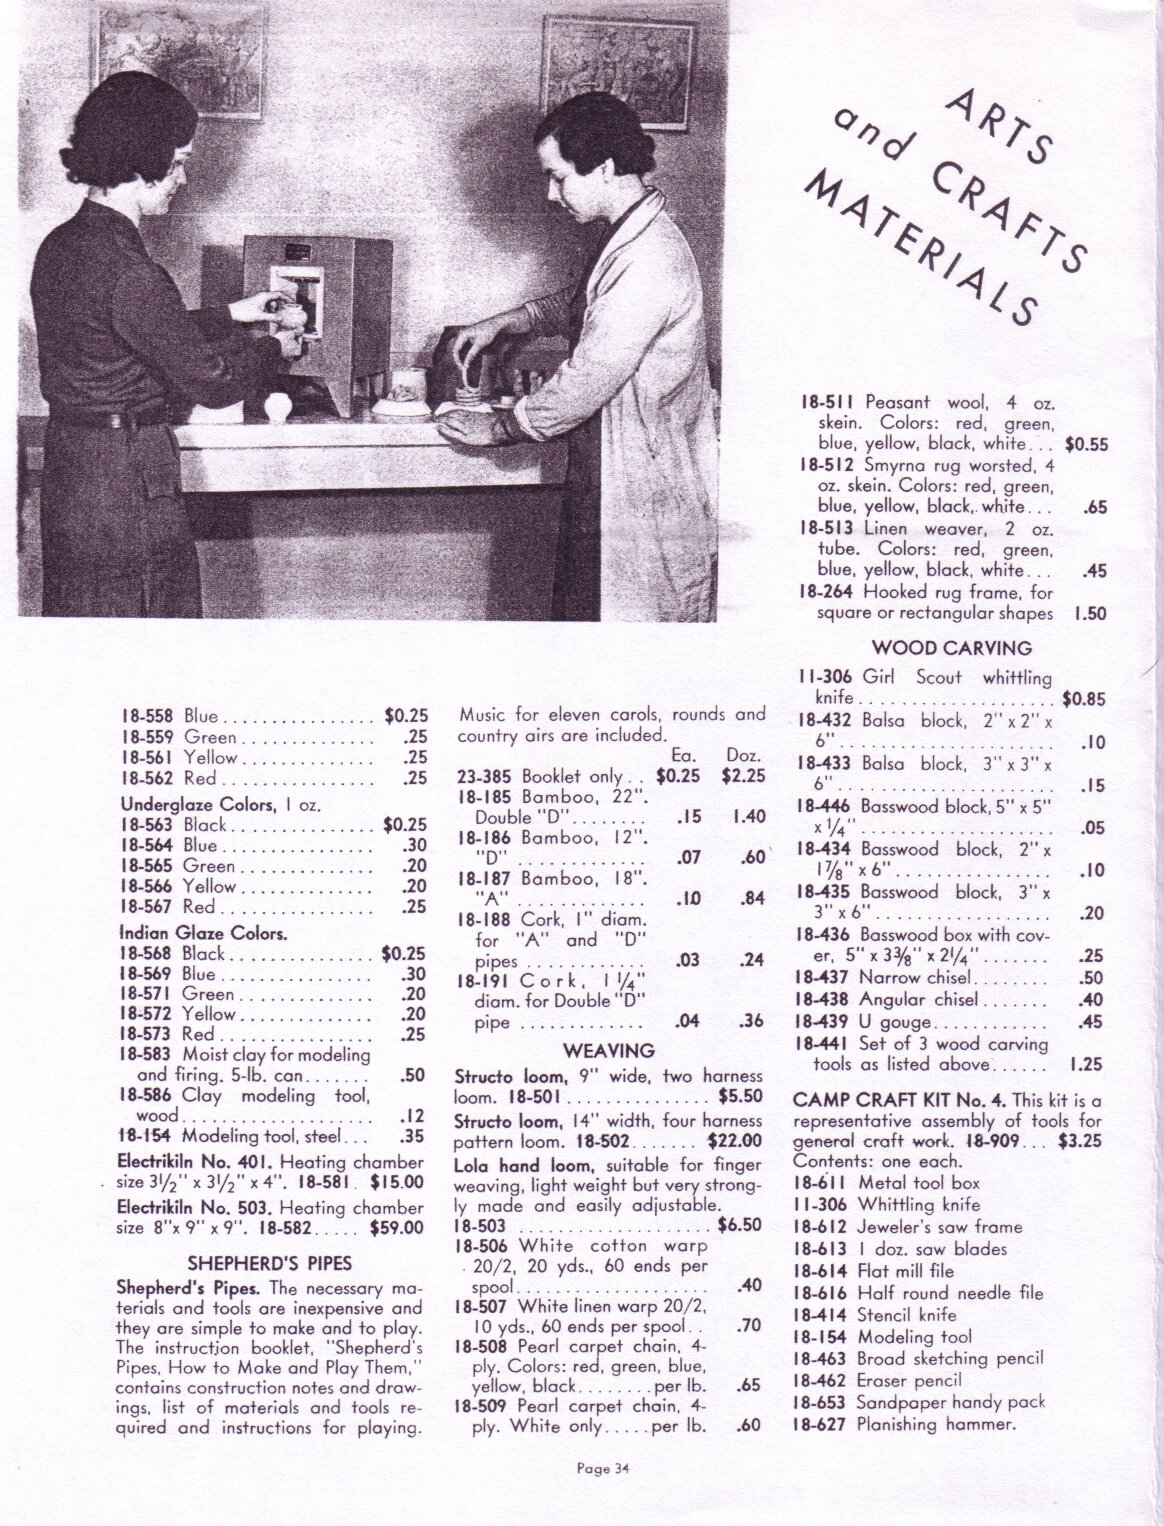 ARTS
and CRAFTS
MATERIALS
18-558 Blue................ $0.25
18-559 Green.............. .25
18-561 Yellow.............. .25
18-562 Red................ .25
Underglaze Colors, 1 oz.
18-563 Black............... $0.25
18-564 Blue................ .30
18-565 Green.............. .20
18-566 Yellow.............. .20
18-567 Red................ .25
Indian Glaze Colors.
18-568 Black............... $0.25
18-569 Blue................ .30
18-571 Green.............. .20
18-572 Yellow.............. .20
18-573 Red................ .25
18-583 Moist clay for modeling
and firing. 5-lb. can....... .50
18-586 Clay modeling tool,
wood.................... .12
18-154 Modeling tool, steel... .35
Electrikiln No. 401. Heating chamber
size 3½" x 3½" x 4". 18-581. $15.00
Electrikiln No. 503. Heating chamber
size 8" x 9" x 9". 18-582..... $59.00
SHEPHERD'S PIPES
Shepherd's Pipes. The necessary ma-
terials and tools are inexpensive and
they are simple to make and to play.
The instruction booklet, "Shepherd's
Pipes, How to Make and Play Them,"
contains construction notes and draw-
ings, list of materials and tools re-
quired and instructions for playing.
Music for eleven carols, rounds and
country airs are included.
Ea. Doz.
23-385 Booklet only.. $0.25 $2.25
18-185 Bamboo, 22".
Double "D"........ .15 1.40
18-186 Bamboo, 12".
"D" ............. .07 .60
18-187 Bamboo, 18".
"A" ............. .10 .84
18-188 Cork, 1" diam.
for "A" and "D"
pipes ............ .03 .24
18-191 Cork, 1¼"
diam. for Double "D"
pipe ............. .04 .36
WEAVING
Structo loom, 9" wide, two harness
loom. 18-501............... $5.50
Structo loom, 14" width, four harness
pattern loom. 18-502....... $22.00
Lola hand loom, suitable for finger
weaving, light weight but very strong-
ly made and easily adjustable.
18-503 .................... $6.50
18-506 White cotton warp
20/2, 20 yds., 60 ends per
spool.................... .40
18-507 White linen warp 20/2,
10 yds., 60 ends per spool.. .70
18-508 Pearl carpet chain, 4-
ply. Colors: red, green, blue,
yellow, black........per lb. .65
18-509 Pearl carpet chain, 4-
ply. White only.....per lb. .60
18-511 Peasant wool, 4 oz.
skein. Colors: red, green,
blue, yellow, black, white... $0.55
18-512 Smyrna rug worsted, 4
oz. skein. Colors: red, green,
blue, yellow, black, white... .65
18-513 Linen weaver, 2 oz.
tube. Colors: red, green,
blue, yellow, black, white... .45
18-264 Hooked rug frame, for
square or rectangular shapes 1.50
WOOD CARVING
11-306 Girl Scout whittling
knife.................... $0.85
18-432 Balsa block, 2" x 2" x
6"....................... .10
18-433 Balsa block, 3" x 3" x
6"....................... .15
18-446 Basswood block, 5" x 5"
x ¼"..................... .05
18-434 Basswood block, 2" x
1⅞" x 6"................. .10
18-435 Basswood block, 3" x
3" x 6".................. .20
18-436 Basswood box with cov-
er, 5" x 3⅜" x 2¼"....... .25
18-437 Narrow chisel........ .50
18-438 Angular chisel....... .40
18-439 U gouge............ .45
18-441 Set of 3 wood carving
tools as listed above...... 1.25
CAMP CRAFT KIT No. 4. This kit is a
representative assembly of tools for
general craft work. 18-909... $3.25
Contents: one each.
18-611 Metal tool box
11-306 Whittling knife
18-612 Jeweler's saw frame
18-613 1 doz. saw blades
18-614 Flat mill file
18-616 Half round needle file
18-414 Stencil knife
18-154 Modeling tool
18-463 Broad sketching pencil
18-462 Eraser pencil
18-653 Sandpaper handy pack
18-627 Planishing hammer.
Page 34